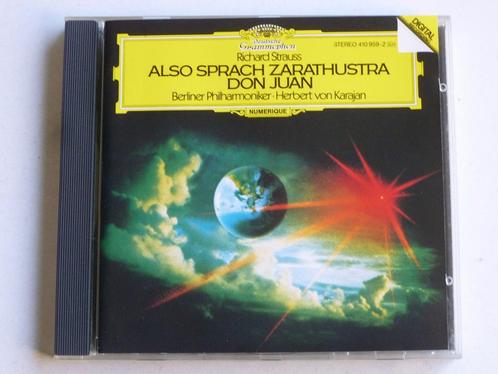 Deutsche
Grammophon
STEREO 410 959-2
DIGITAL
Richard Strauss
ALSO SPRACH ZARATHUSTRA
DON JUAN
Berliner Philharmoniker · Herbert von Karajan
NUMERIQUE